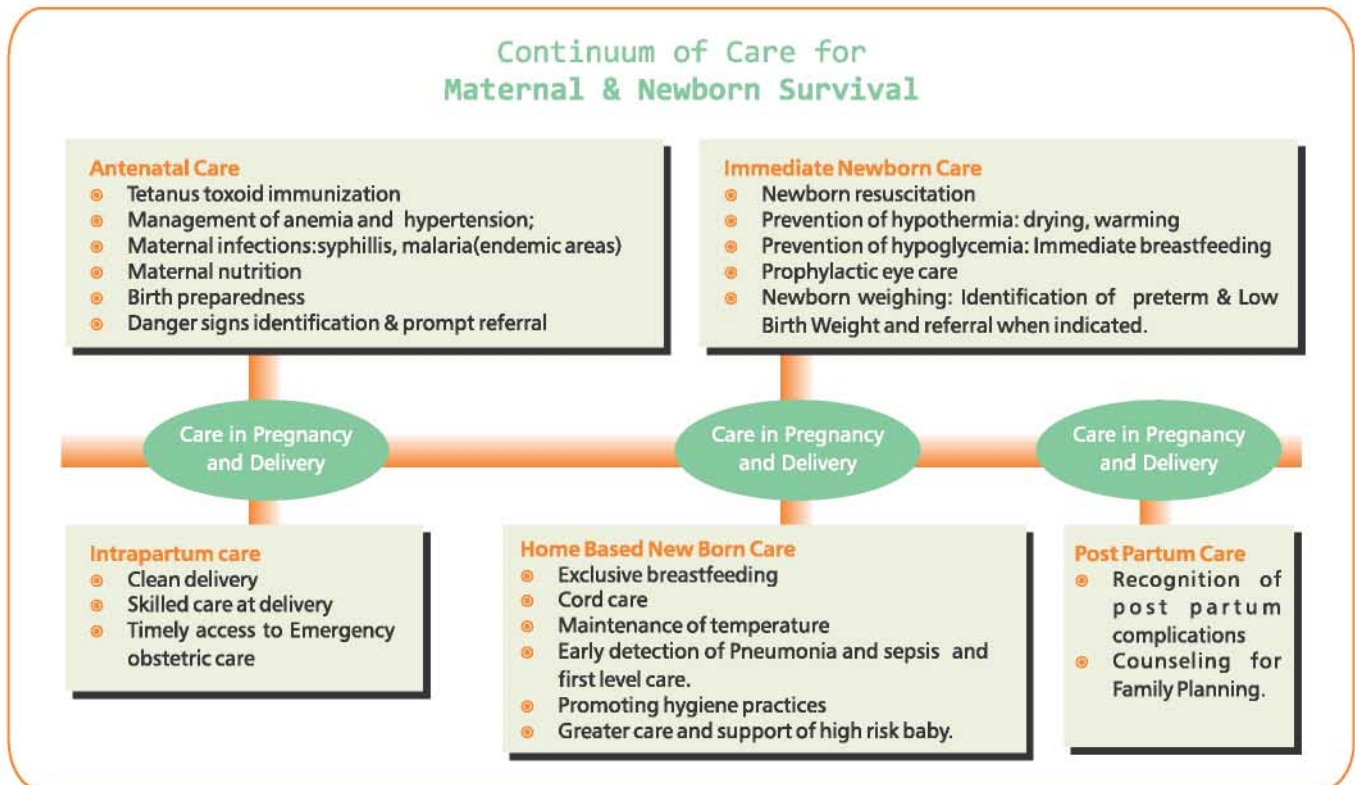 Continuum of Care for
Maternal & Newborn Survival
Antenatal Care
Tetanus toxoid immunization
Management of anemia and hypertension;
Maternal infections:syphillis, malaria(endemic areas)
Maternal nutrition
Birth preparedness
Danger signs identification & prompt referral
Immediate Newborn Care
Newborn resuscitation
Prevention of hypothermia: drying, warming
Prevention of hypoglycemia: Immediate breastfeeding
Prophylactic eye care
Newborn weighing: Identification of preterm & Low
Birth Weight and referral when indicated.
Care in Pregnancy
and Delivery
Care in Pregnancy
and Delivery
Care in Pregnancy
and Delivery
Intrapartum care
Clean delivery
Skilled care at delivery
Timely access to Emergency
obstetric care
Home Based New Born Care
Exclusive breastfeeding
Cord care
Maintenance of temperature
Early detection of Pneumonia and sepsis and
first level care.
Promoting hygiene practices
Greater care and support of high risk baby.
Post Partum Care
Recognition of
post partum
complications
Counseling for
Family Planning.